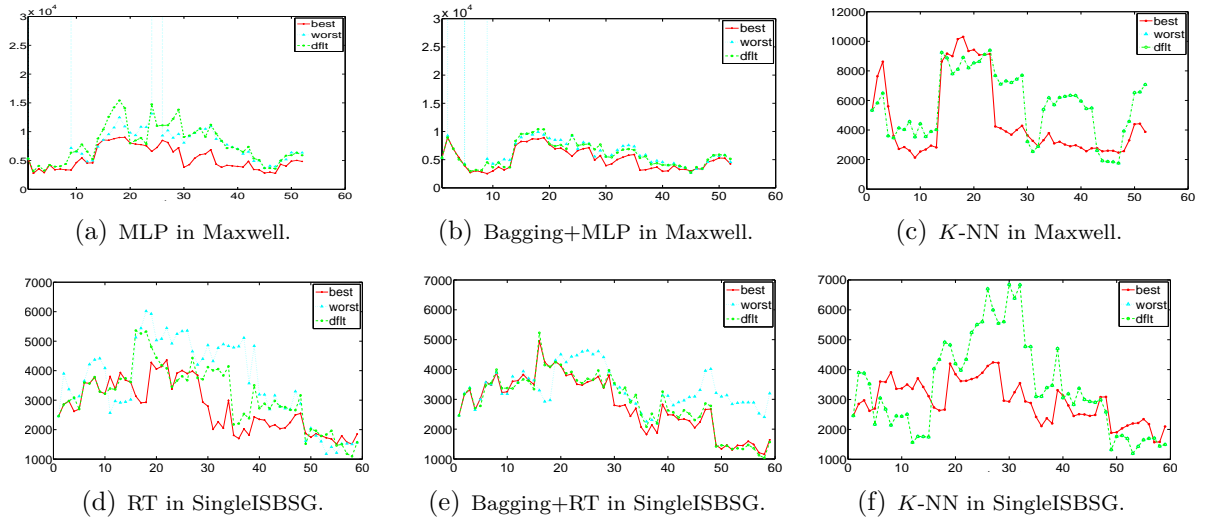 3 x 10^4
2.5
2
1.5
1
0.5
0
10 20 30 40 50 60
best
worst
dflt
(a) MLP in Maxwell.
3 x 10^4
2.5
2
1.5
1
0.5
0
0 10 20 30 40 50 60
best
worst
dflt
(b) Bagging+MLP in Maxwell.
12000
10000
8000
6000
4000
2000
0
0 10 20 30 40 50 60
best
worst
dflt
(c) K-NN in Maxwell.
7000
6000
5000
4000
3000
2000
1000
0 10 20 30 40 50 60
best
worst
dflt
(d) RT in SingleISBSG.
7000
6000
5000
4000
3000
2000
1000
0 10 20 30 40 50 60
best
worst
dflt
(e) Bagging+RT in SingleISBSG.
7000
6000
5000
4000
3000
2000
1000
0 10 20 30 40 50 60
best
worst
dflt
(f) K-NN in SingleISBSG.